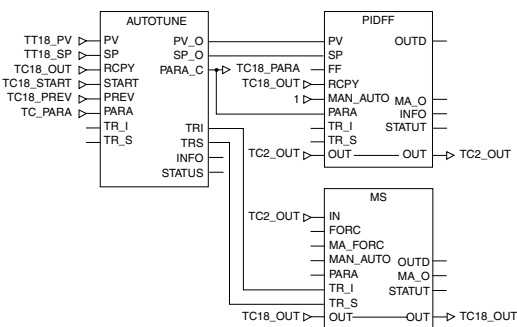 AUTOTUNE
TT18_PV PV PV_O
TT18_SP SP SP_O
TC18_OUT RCPY PARA_C TC18_PARA
TC18_START START
TC18_PREV PREV
TC_PARA PARA
TR_I TRI
TR_S TRS
INFO
STATUS
PIDFF
PV OUTD
SP
FF
TC18_OUT RCPY
1 MAN_AUTO MA_O
PARA INFO
TR_I STATUT
TR_S
TC2_OUT OUT OUT TC2_OUT
MS
TC2_OUT IN
FORC
MA_FORC
MAN_AUTO OUTD
PARA MA_O
TR_I STATUT
TR_S
TC18_OUT OUT OUT TC18_OUT